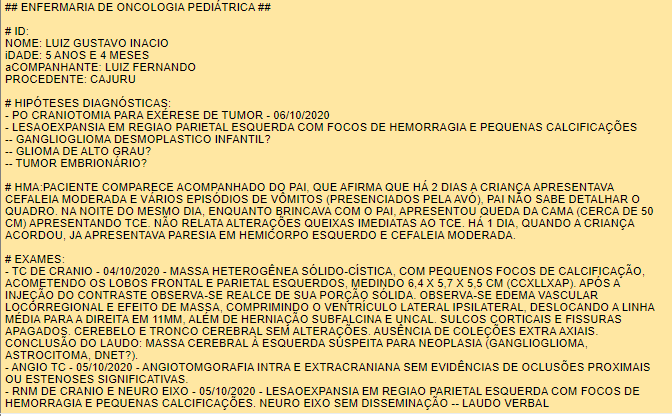 ## ENFERMARIA DE ONCOLOGIA PEDIÁTRICA ##
# ID:
NOME: LUIZ GUSTAVO INACIO
iDADE: 5 ANOS E 4 MESES
aCOMPANHANTE: LUIZ FERNANDO
PROCEDENTE: CAJURU
# HIPÓTESES DIAGNÓSTICAS:
- PO CRANIOTOMIA PARA EXÉRESE DE TUMOR - 06/10/2020
- LESAOEXPANSIA EM REGIAO PARIETAL ESQUERDA COM FOCOS DE HEMORRAGIA E PEQUENAS CALCIFICAÇÕES
-- GANGLIOGLIOMA DESMOPLASTICO INFANTIL?
-- GLIOMA DE ALTO GRAU?
-- TUMOR EMBRIONÁRIO?
# HMA:PACIENTE COMPARECE ACOMPANHADO DO PAI, QUE AFIRMA QUE HÁ 2 DIAS A CRIANÇA APRESENTAVA
CEFALEIA MODERADA E VÁRIOS EPISÓDIOS DE VÔMITOS (PRESENCIADOS PELA AVÓ), PAI NÃO SABE DETALHAR O
QUADRO. NA NOITE DO MESMO DIA, ENQUANTO BRINCAVA COM O PAI, APRESENTOU QUEDA DA CAMA (CERCA DE 50
CM) APRESENTANDO TCE. NÃO RELATA ALTERAÇÕES QUEIXAS IMEDIATAS AO TCE. HÁ 1 DIA, QUANDO A CRIANÇA
ACORDOU, JA APRESENTAVA PARESIA EM HEMICORPO ESQUERDO E CEFALEIA MODERADA.
# EXAMES:
- TC DE CRANIO - 04/10/2020 - MASSA HETEROGÊNEA SÓLIDO-CÍSTICA, COM PEQUENOS FOCOS DE CALCIFICAÇÃO,
ACOMETENDO OS LOBOS FRONTAL E PARIETAL ESQUERDOS, MEDINDO 6,4 X 5,7 X 5,5 CM (CCXLLXAP). APÓS A
INJEÇÃO DO CONTRASTE OBSERVA-SE REALCE DE SUA PORÇÃO SÓLIDA. OBSERVA-SE EDEMA VASCULAR
LOCORREGIONAL E EFEITO DE MASSA, COMPRIMINDO O VENTRÍCULO LATERAL IPSILATERAL, DESLOCANDO A LINHA
MÉDIA PARA A DIREITA EM 11MM, ALÉM DE HERNIAÇÃO SUBFALCINA E UNCAL. SULCOS CORTICAIS E FISSURAS
APAGADOS. CEREBELO E TRONCO CEREBRAL SEM ALTERAÇÕES. AUSÊNCIA DE COLEÇÕES EXTRA AXIAIS.
CONCLUSÃO DO LAUDO: MASSA CEREBRAL À ESQUERDA SUSPEITA PARA NEOPLASIA (GANGLIOGLIOMA,
ASTROCITOMA, DNET?).
- ANGIO TC - 05/10/2020 - ANGIOTOMGORAFIA INTRA E EXTRACRANIANA SEM EVIDÊNCIAS DE OCLUSÕES PROXIMAIS
OU ESTENOSES SIGNIFICATIVAS.
- RNM DE CRANIO E NEURO EIXO - 05/10/2020 - LESAOEXPANSIA EM REGIAO PARIETAL ESQUERDA COM FOCOS DE
HEMORRAGIA E PEQUENAS CALCIFICAÇÕES. NEURO EIXO SEM DISSEMINAÇÃO -- LAUDO VERBAL